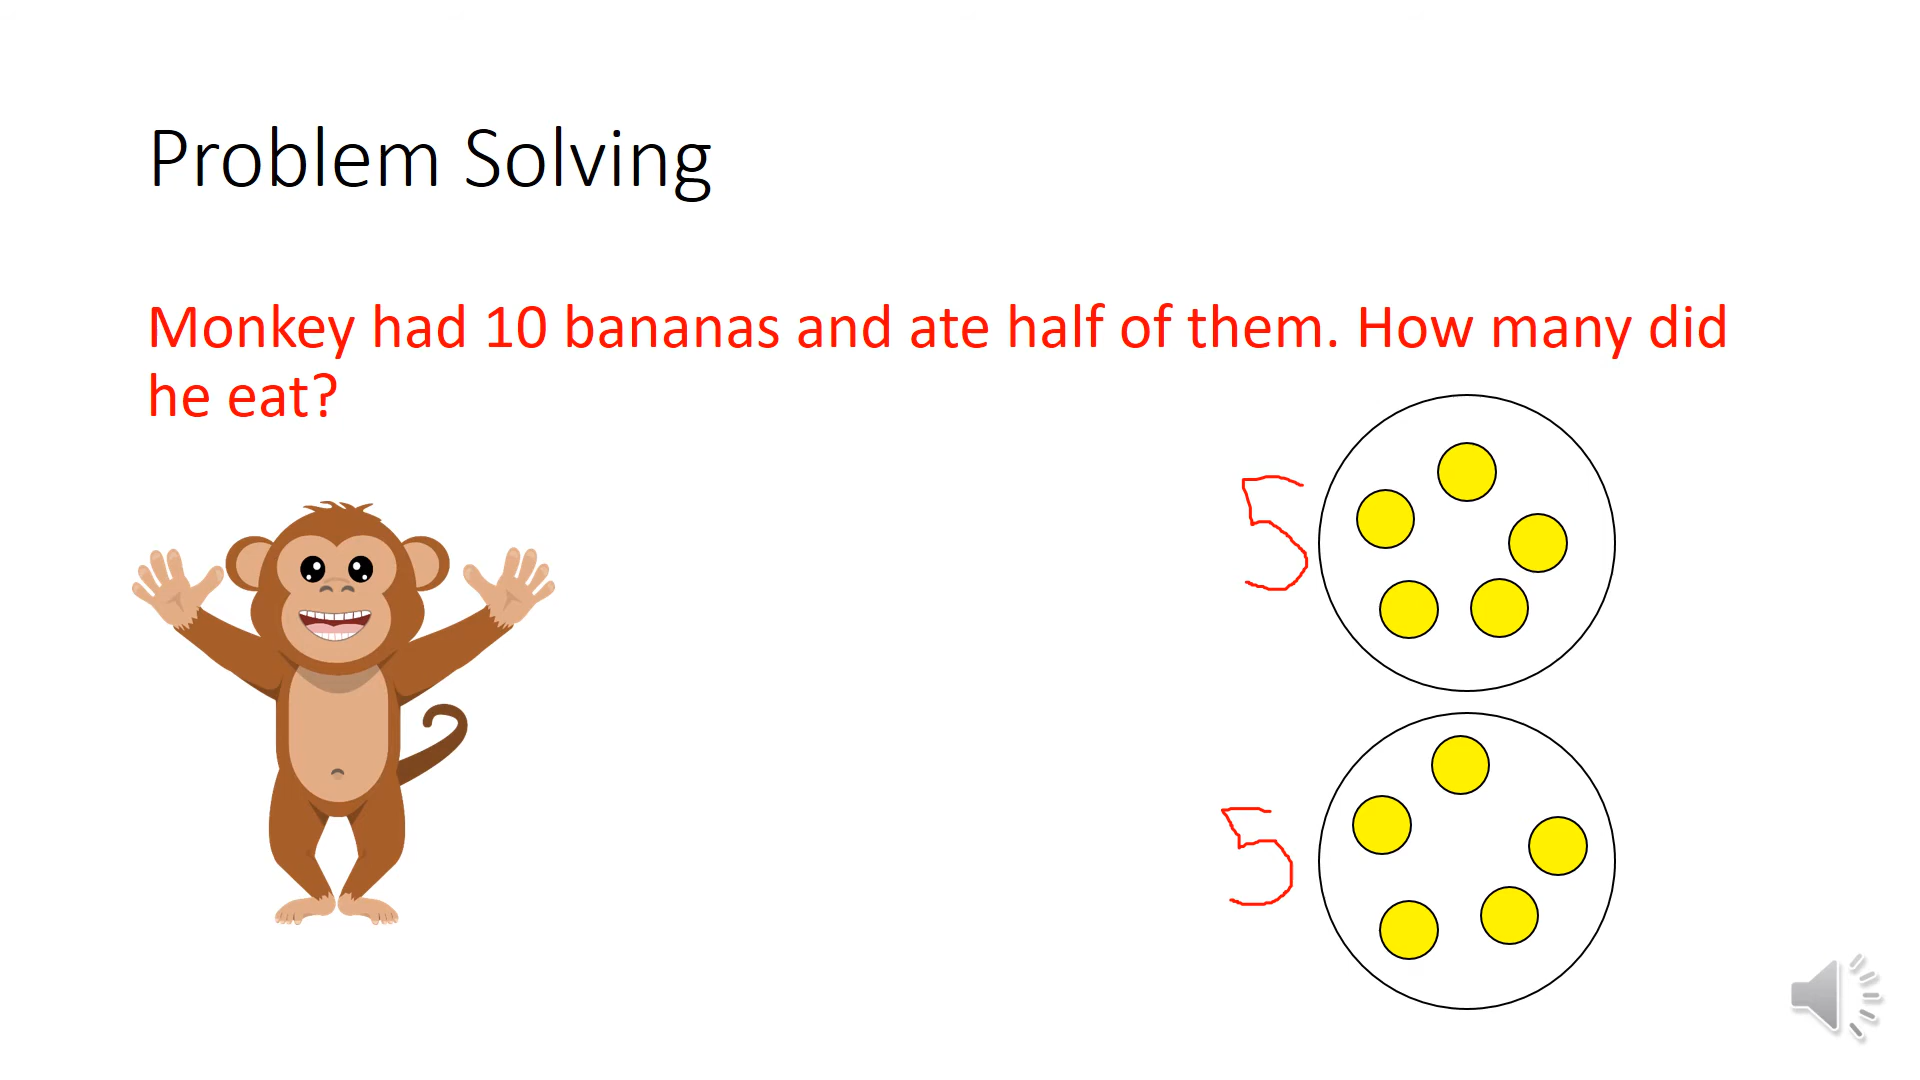 Problem Solving
Monkey had 10 bananas and ate half of them. How many did
he eat?
5
5